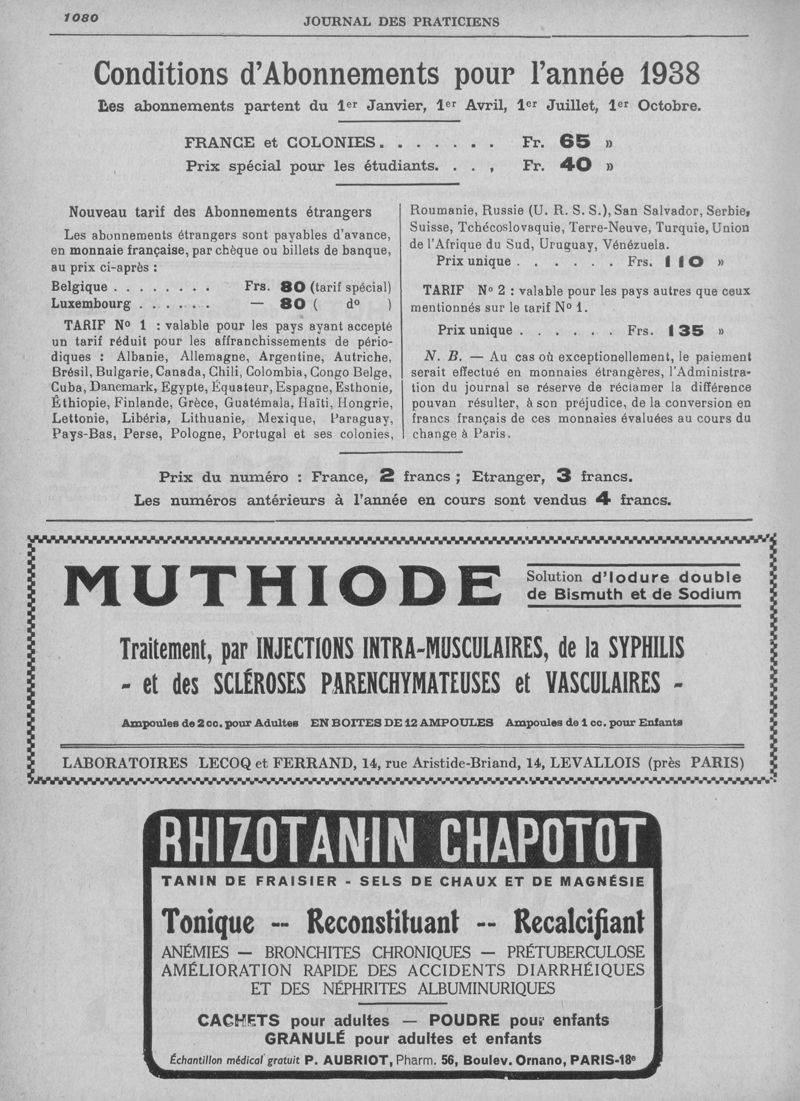 1080
JOURNAL DES PRATICIENS
Conditions d'Abonnements pour l'année 1938
Les abonnements partent du 1er Janvier, 1er Avril, 1er Juillet, 1er Octobre.
FRANCE et COLONIES. . . . . . . Fr. 65 »
Prix spécial pour les étudiants. . . , Fr. 40 »
Nouveau tarif des Abonnements étrangers
Les abonnements étrangers sont payables d'avance,
en monnaie française, par chèque ou billets de banque,
au prix ci-après :
Belgique . . . . . . . . Frs. 80 (tarif spécial)
Luxembourg . . . . . . — 80 ( do )
TARIF No 1 : valable pour les pays ayant accepté
un tarif réduit pour les affranchissements de pério-
diques : Albanie, Allemagne, Argentine, Autriche,
Brésil, Bulgarie, Canada, Chili, Colombia, Congo Belge,
Cuba, Danemark, Egypte, Équateur, Espagne, Esthonie,
Éthiopie, Finlande, Grèce, Guatémala, Haïti, Hongrie,
Lettonie, Libéria, Lithuanie, Mexique, Paraguay,
Pays-Bas, Perse, Pologne, Portugal et ses colonies,
Roumanie, Russie (U. R. S. S.), San Salvador, Serbie,
Suisse, Tchécoslovaquie, Terre-Neuve, Turquie, Union
de l'Afrique du Sud, Uruguay, Vénézuela.
Prix unique . . . . . . Frs. 110 »
TARIF No 2 : valable pour les pays autres que ceux
mentionnés sur le tarif No 1.
Prix unique . . . . . . Frs. 135 »
N. B. — Au cas où exceptionellement, le paiement
serait effectué en monnaies étrangères, l'Administra-
tion du journal se réserve de réclamer la différence
pouvan résulter, à son préjudice, de la conversion en
francs français de ces monnaies évaluées au cours du
change à Paris.
Prix du numéro : France, 2 francs ; Etranger, 3 francs.
Les numéros antérieurs à l'année en cours sont vendus 4 francs.
MUTHIODE
Solution d'Iodure double
de Bismuth et de Sodium
Traitement, par INJECTIONS INTRA-MUSCULAIRES, de la SYPHILIS
- et des SCLÉROSES PARENCHYMATEUSES et VASCULAIRES -
Ampoules de 2 cc. pour Adultes EN BOITES DE 12 AMPOULES Ampoules de 1 cc. pour Enfants
LABORATOIRES LECOQ et FERRAND, 14, rue Aristide-Briand, 14, LEVALLOIS (près PARIS)
RHIZOTANIN CHAPOTOT
TANIN DE FRAISIER - SELS DE CHAUX ET DE MAGNÉSIE
Tonique -- Reconstituant -- Recalcifiant
ANÉMIES — BRONCHITES CHRONIQUES — PRÉTUBERCULOSE
AMÉLIORATION RAPIDE DES ACCIDENTS DIARRHÉIQUES
ET DES NÉPHRITES ALBUMINURIQUES
CACHETS pour adultes — POUDRE pour enfants
GRANULÉ pour adultes et enfants
Échantillon médical gratuit P. AUBRIOT, Pharm. 56, Boulev. Ornano, PARIS-18e